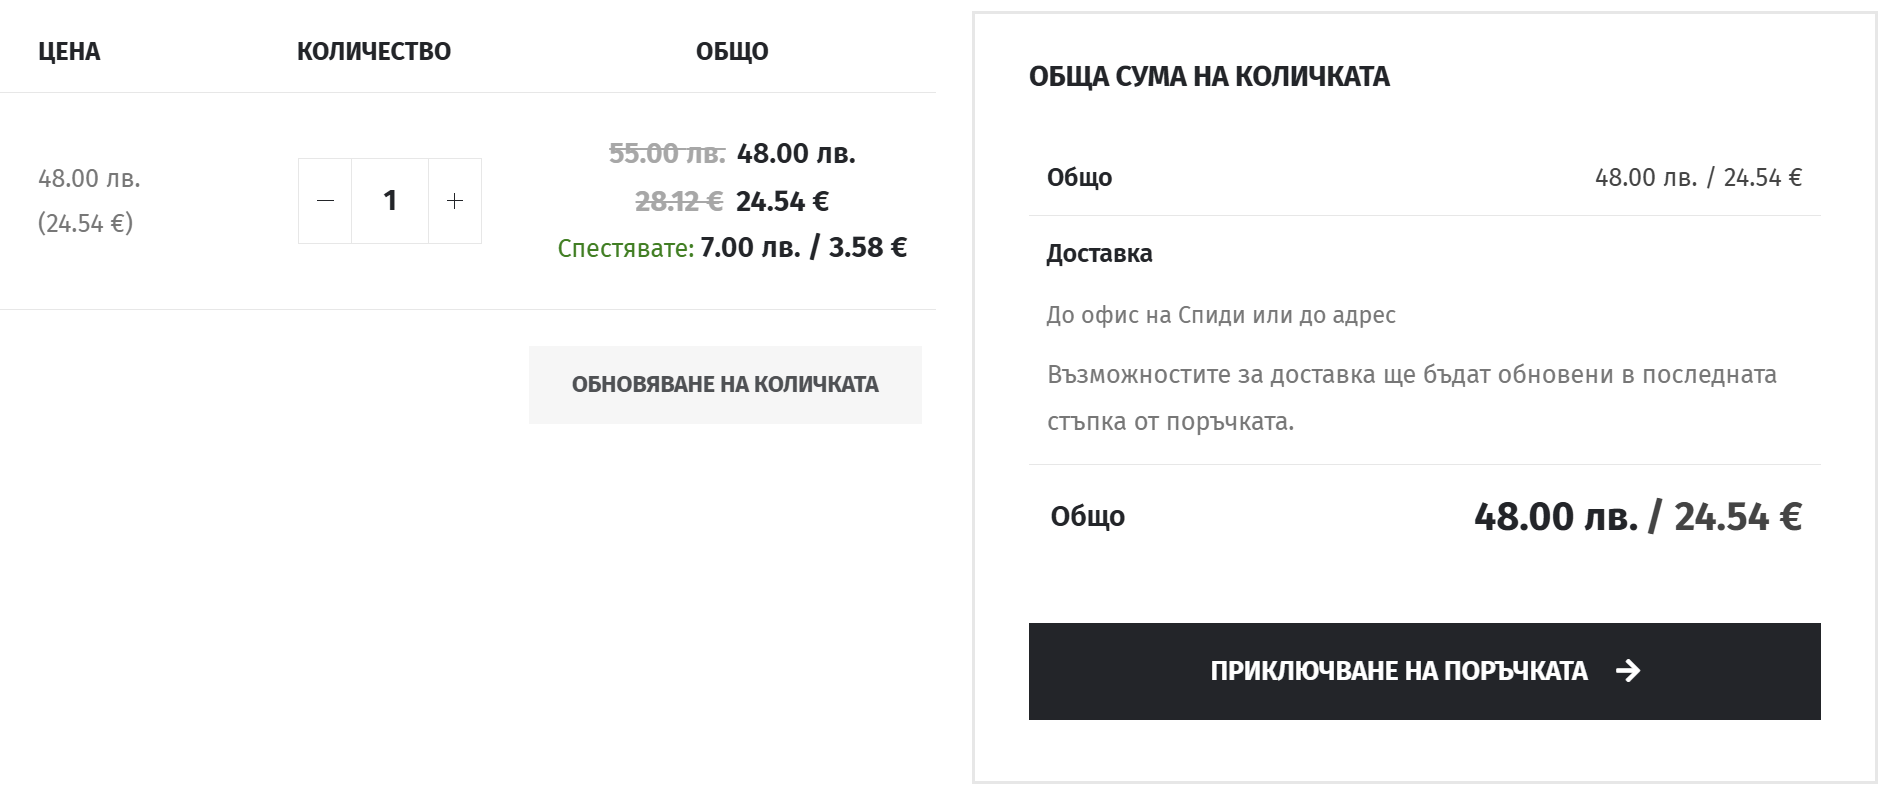 ЦЕНА КОЛИЧЕСТВО ОБЩО
48.00 лв.
(24.54 €)
1
55.00 лв. 48.00 лв.
28.12 € 24.54 €
Спестявате: 7.00 лв. / 3.58 €
ОБНОВЯВАНЕ НА КОЛИЧКАТА
ОБЩА СУМА НА КОЛИЧКАТА
Общо 48.00 лв. / 24.54 €
Доставка
До офис на Спиди или до адрес
Възможностите за доставка ще бъдат обновени в последната
стъпка от поръчката.
Общо 48.00 лв. / 24.54 €
ПРИКЛЮЧВАНЕ НА ПОРЪЧКАТА